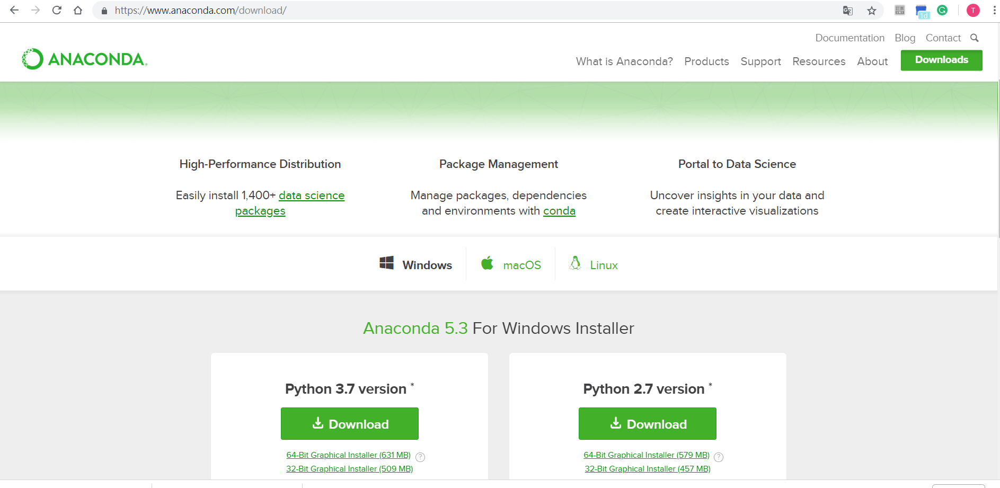 https://www.anaconda.com/download/
1d
G
T
Documentation Blog Contact
ANACONDA.
What is Anaconda? Products Support Resources About Downloads
High-Performance Distribution
Easily install 1,400+ data science
packages
Package Management
Manage packages, dependencies
and environments with conda
Portal to Data Science
Uncover insights in your data and
create interactive visualizations
Windows macOS Linux
Anaconda 5.3 For Windows Installer
Python 3.7 version *
Download
64-Bit Graphical Installer (631 MB) ?
32-Bit Graphical Installer (509 MB)
Python 2.7 version *
Download
64-Bit Graphical Installer (579 MB) ?
32-Bit Graphical Installer (457 MB)